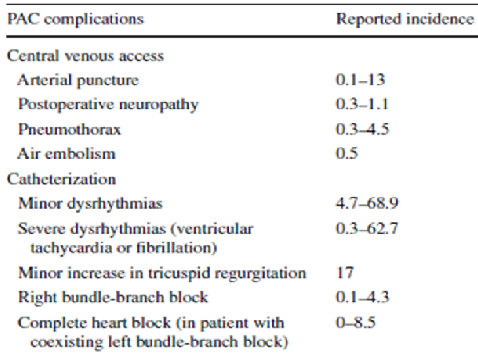 PAC complications Reported incidence
Central venous access
Arterial puncture 0.1–13
Postoperative neuropathy 0.3–1.1
Pneumothorax 0.3–4.5
Air embolism 0.5
Catheterization
Minor dysrhythmias 4.7–68.9
Severe dysrhythmias (ventricular 0.3–62.7
tachycardia or fibrillation)
Minor increase in tricuspid regurgitation 17
Right bundle-branch block 0.1–4.3
Complete heart block (in patient with 0–8.5
coexisting left bundle-branch block)